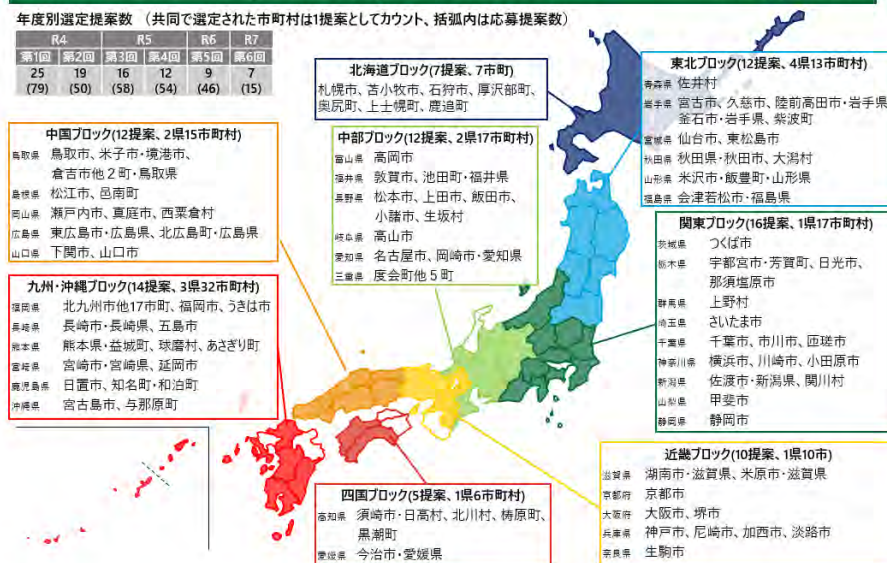 年度別選定提案数 (共同で選定された市町村は1提案としてカウント、括弧内は応募提案数)
R4 R5 R6 R7
第1回 第2回 第3回 第4回 第5回 第6回
25 19 16 12 9 7
(79) (50) (58) (54) (46) (15)
北海道ブロック(7提案、7市町)
札幌市、苫小牧市、石狩市、厚沢部町、
奥尻町、上士幌町、鹿追町
東北ブロック(12提案、4県13市町村)
青森県 佐井村
岩手県 宮古市、久慈市、陸前高田市・岩手県
釜石市・岩手県、紫波町
宮城県 仙台市、東松島市
秋田県 秋田県・秋田市、大潟村
山形県 米沢市・飯豊町・山形県
福島県 会津若松市・福島県
中国ブロック(12提案、2県15市町村)
鳥取県 鳥取市、米子市・境港市、
倉吉市他2町・鳥取県
島根県 松江市、邑南町
岡山県 瀬戸内市、真庭市、西粟倉村
広島県 東広島市・広島県、北広島町・広島県
山口県 下関市、山口市
中部ブロック(12提案、2県17市町村)
富山県 高岡市
福井県 敦賀市、池田町・福井県
長野県 松本市、上田市、飯田市、
小諸市、生坂村
岐阜県 高山市
愛知県 名古屋市、岡崎市・愛知県
三重県 度会町他5町
関東ブロック(16提案、1県17市町村)
茨城県 つくば市
栃木県 宇都宮市・芳賀町、日光市、
那須塩原市
群馬県 上野村
埼玉県 さいたま市
千葉県 千葉市、市川市、匝瑳市
神奈川県 横浜市、川崎市、小田原市
新潟県 佐渡市・新潟県、関川村
山梨県 甲斐市
静岡県 静岡市
九州・沖縄ブロック(14提案、3県32市町村)
福岡県 北九州市他17市町、福岡市、うきは市
長崎県 長崎市・長崎県、五島市
熊本県 熊本県・益城町、球磨村、あさぎり町
宮崎県 宮崎市・宮崎県、延岡市
鹿児島県 日置市、知名町・和泊町
沖縄県 宮古島市、与那原町
四国ブロック(5提案、1県6市町村)
高知県 須崎市・日高村、北川村、梼原町、
黒潮町
愛媛県 今治市・愛媛県
近畿ブロック(10提案、1県10市)
滋賀県 湖南市・滋賀県、米原市・滋賀県
京都府 京都市
大阪府 大阪市、堺市
兵庫県 神戸市、尼崎市、加西市、淡路市
奈良県 生駒市